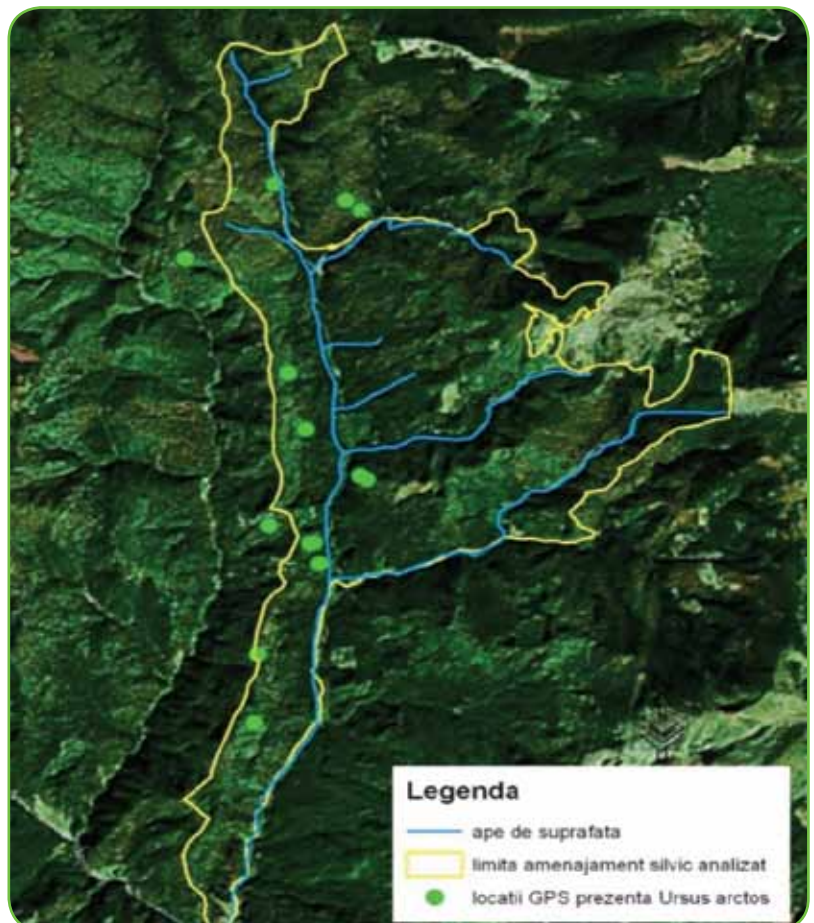 Legenda
ape de suprafata
limita amenajament silvic analizat
locatii GPS prezenta Ursus arctos